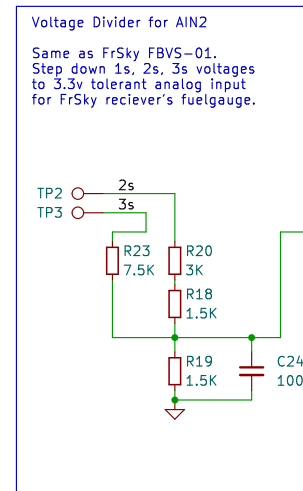 Voltage Divider for AIN2
Same as FrSky FBVS-01.
Step down 1s, 2s, 3s voltages
to 3.3v tolerant analog input
for FrSky reciever's fuelgauge.
2s
TP2
3s
TP3
R23
7.5K
R20
3K
R18
1.5K
R19
1.5K
C24
100